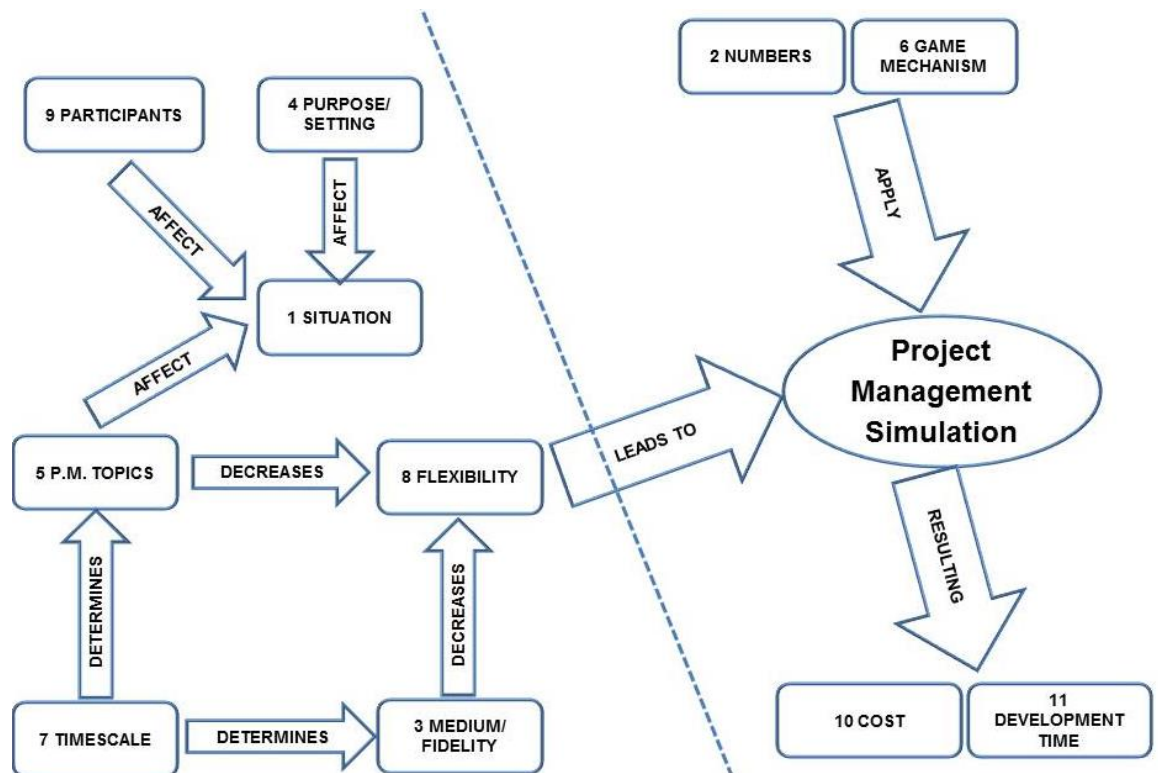 2 NUMBERS
6 GAME
MECHANISM
9 PARTICIPANTS
4 PURPOSE/
SETTING
AFFECT
AFFECT
APPLY
1 SITUATION
AFFECT
Project
Management
Simulation
LEADS TO
5 P.M. TOPICS
DECREASES
8 FLEXIBILITY
DETERMINES
DECREASES
RESULTING
7 TIMESCALE
DETERMINES
3 MEDIUM/
FIDELITY
10 COST
11
DEVELOPMENT
TIME